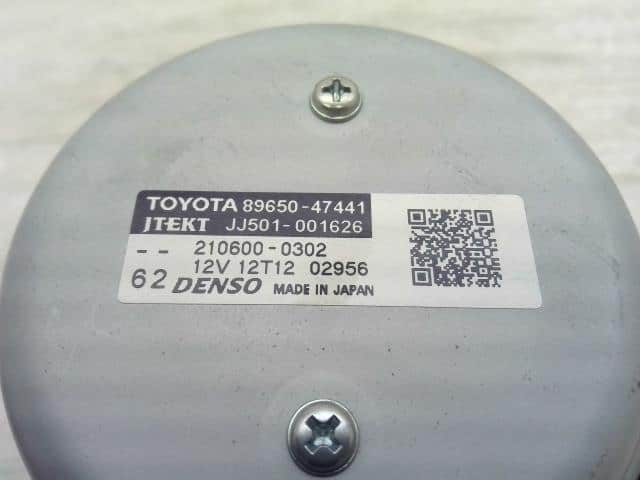 TOYOTA 89650-47441
JTEKT JJ501-001626
-- 210600-0302
12V 12T12 02956
62 DENSO MADE IN JAPAN